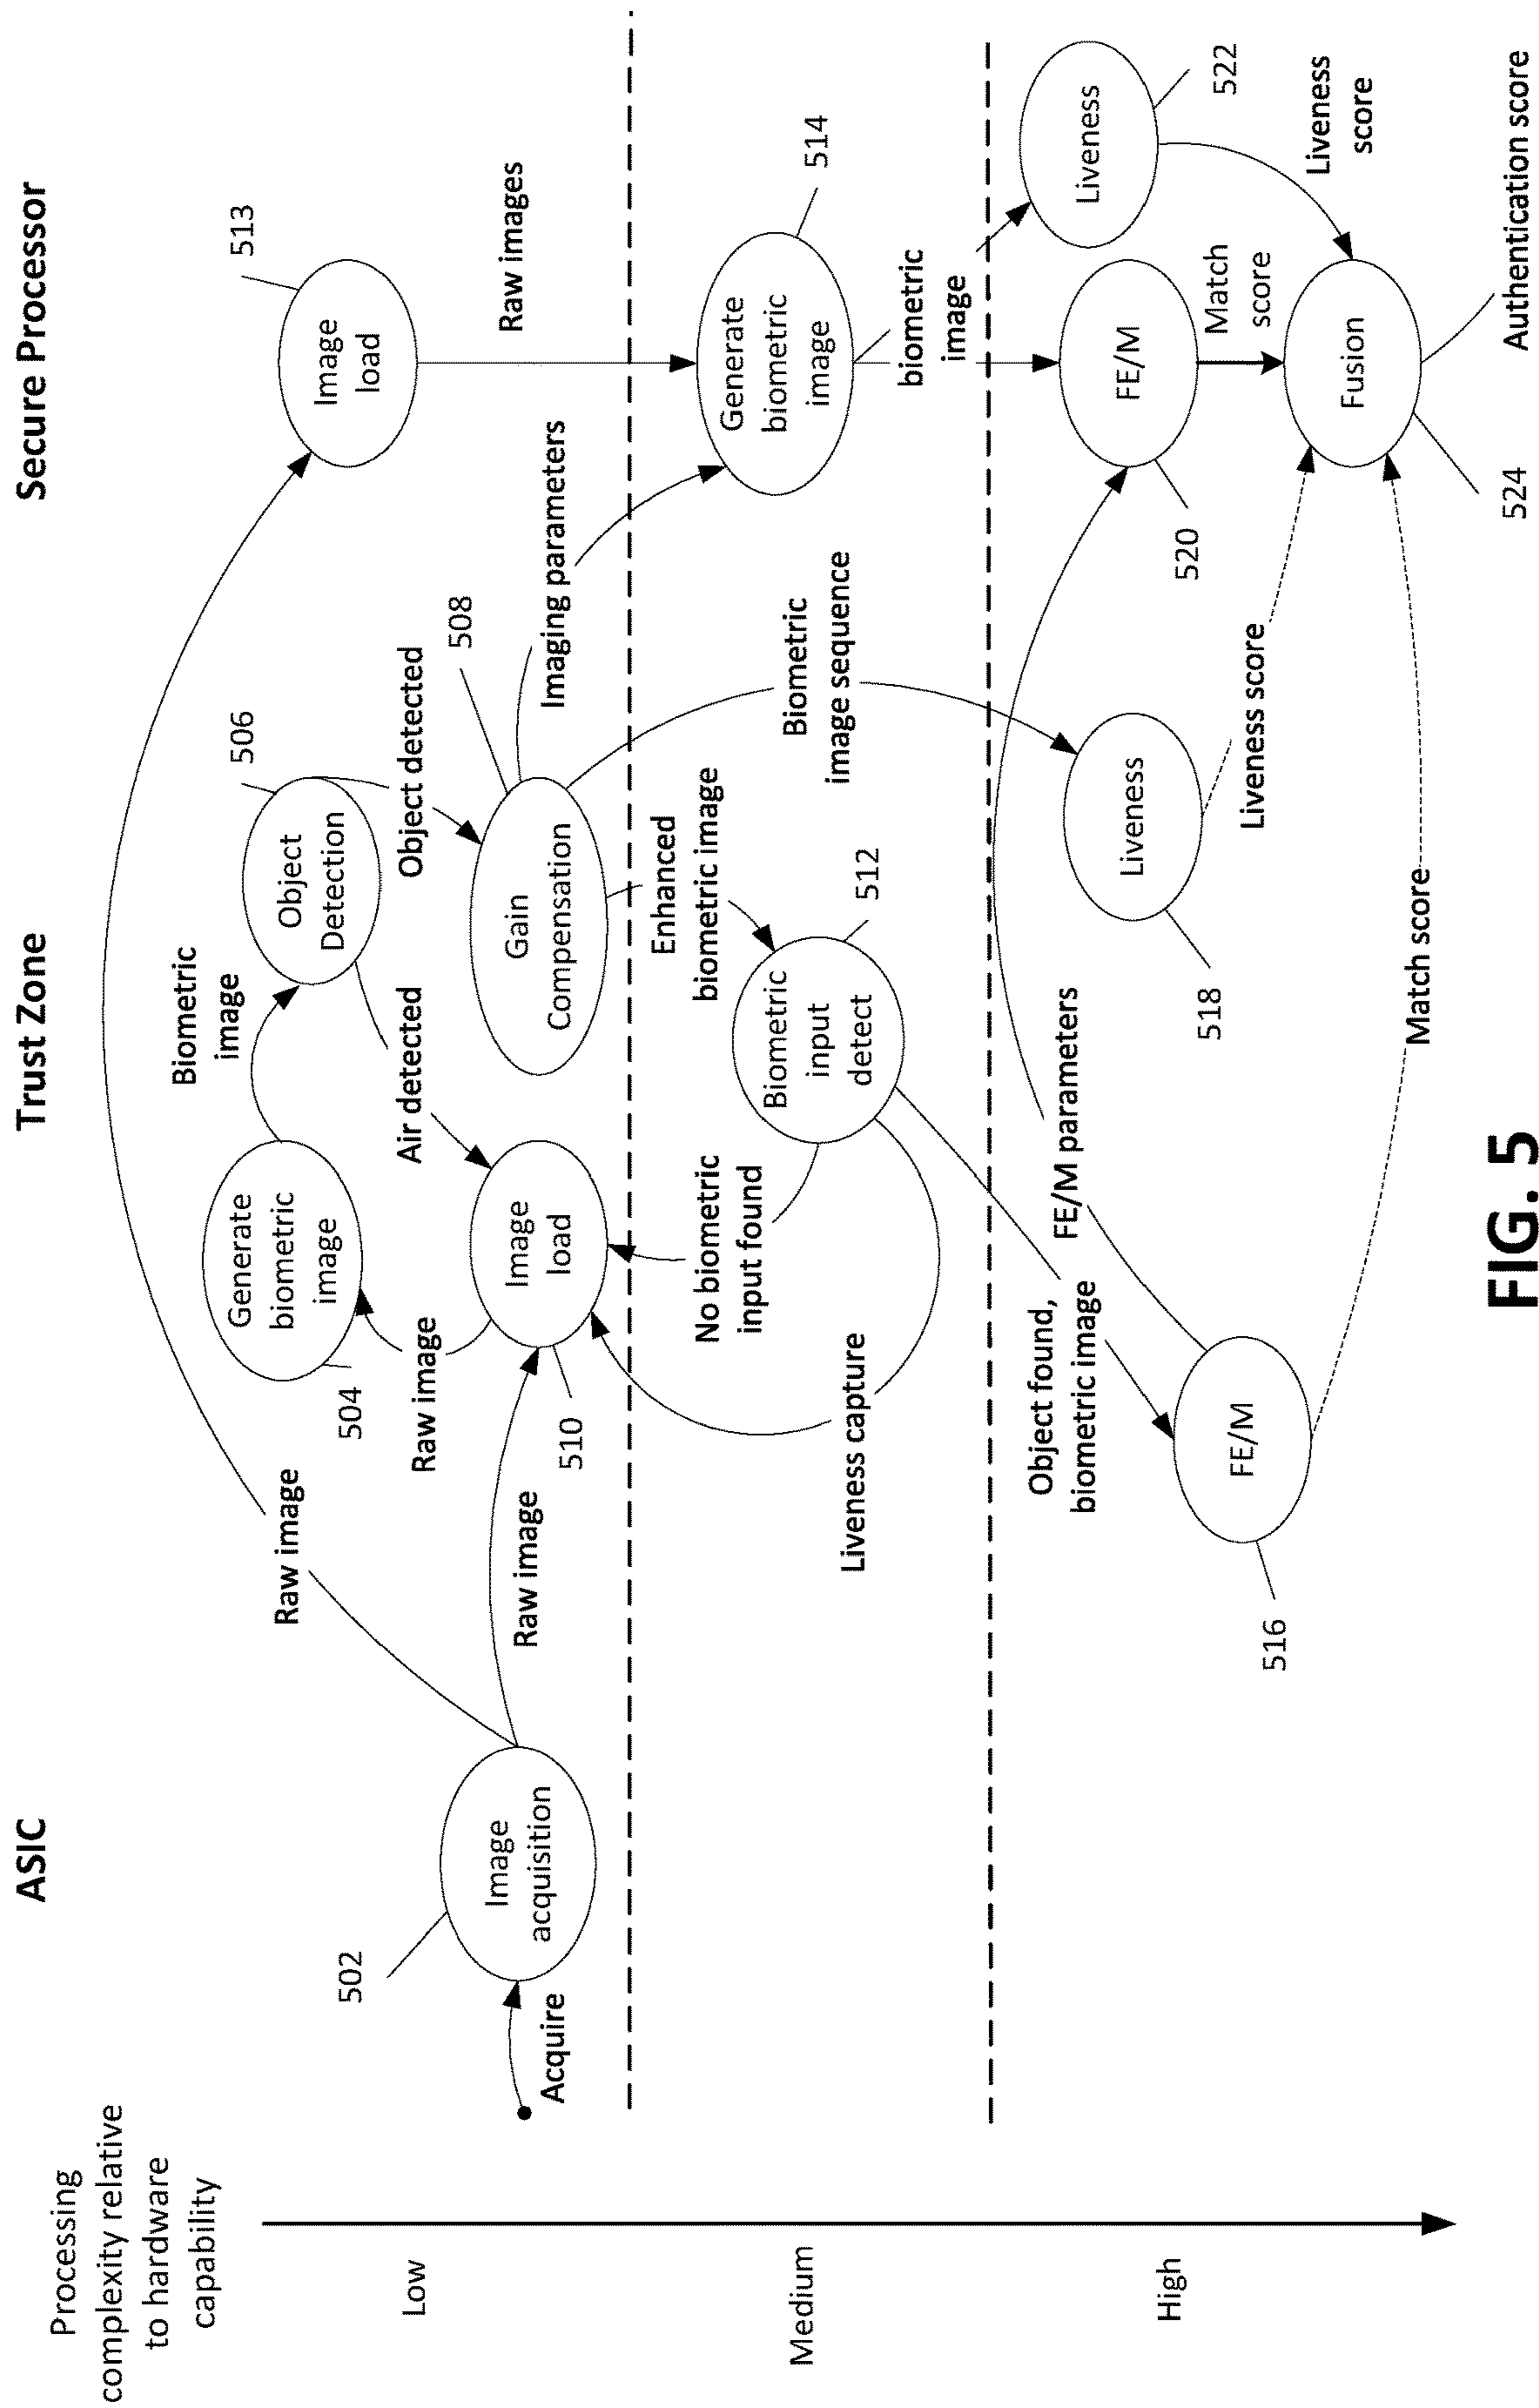 Processing
complexity relative
to hardware
capability
ASIC
Trust Zone
Secure Processor
Low
Medium
High
Acquire
502
Image
acquisition
Raw image
Raw image
504
Generate
biometric
image
Biometric
image
506
Object
Detection
Raw image
510
Image
load
Air detected
Object detected
508
Gain
Compensation
Imaging parameters
513
Image
load
Raw images
Liveness capture
No biometric
input found
Biometric
input
detect
512
Enhanced
biometric image
Biometric
image sequence
Generate
biometric
image
514
biometric
image
Object found,
biometric image
516
FE/M
FE/M parameters
518
Liveness
Liveness score
Match score
520
FE/M
Match
score
Liveness
522
Liveness
score
Fusion
524
Authentication score
FIG. 5